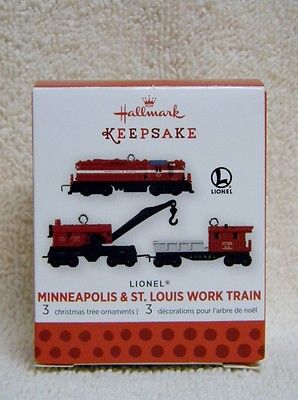 Hallmark
KEEPSAKE
L
LIONEL
LIONEL
LIONEL®
MINNEAPOLIS & ST. LOUIS WORK TRAIN
3 christmas tree ornaments | 3 décorations pour l'arbre de noël